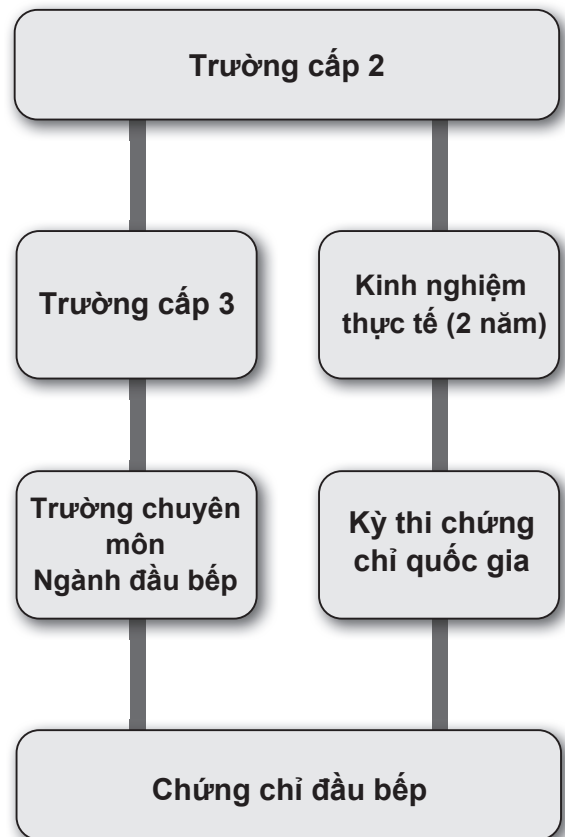 Trường cấp 2
Trường cấp 3
Kinh nghiệm
thực tế (2 năm)
Trường chuyên
môn
Ngành đầu bếp
Kỳ thi chứng
chỉ quốc gia
Chứng chỉ đầu bếp